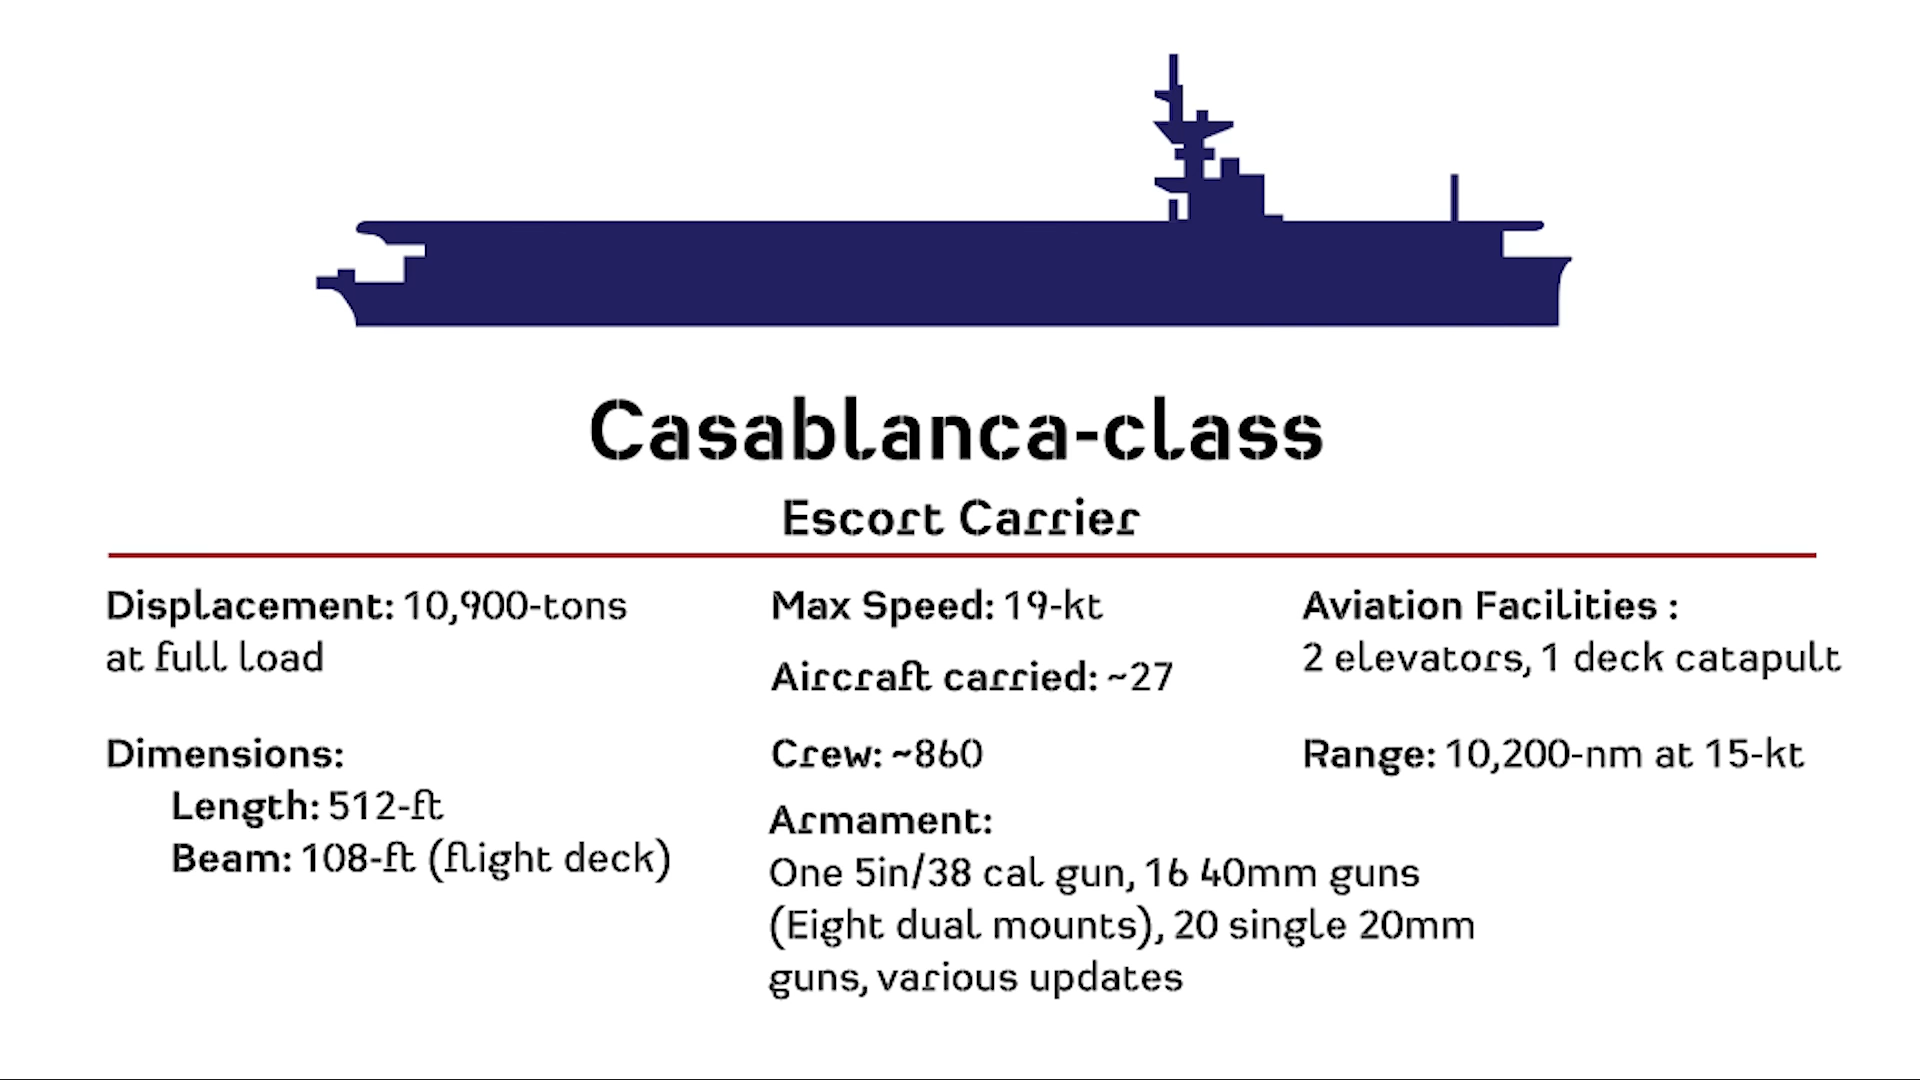 Casablanca-class
Escort Carrier
Displacement: 10,900-tons
at full load
Dimensions:
Length: 512-ft
Beam: 108-ft (flight deck)
Max Speed: 19-kt
Aircraft carried: ~27
Crew: ~860
Armament:
One 5in/38 cal gun, 16 40mm guns
(Eight dual mounts), 20 single 20mm
guns, various updates
Aviation Facilities :
2 elevators, 1 deck catapult
Range: 10,200-nm at 15-kt